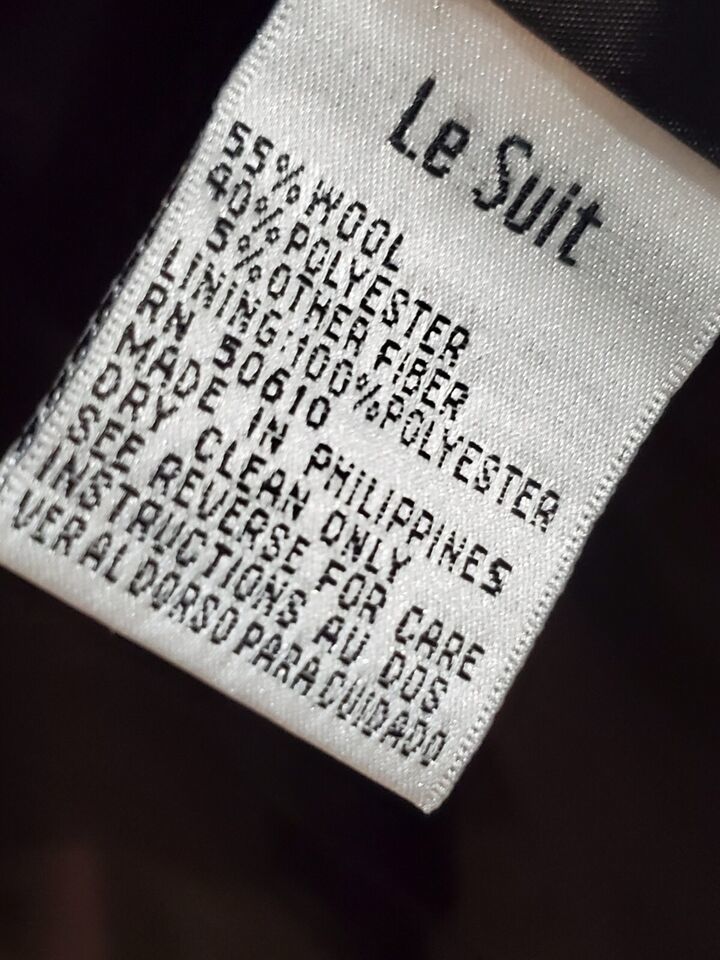 Le Suit
55% WOOL
40% POLYESTER
5% OTHER FIBER
LINING:100%POLYESTER
RN 50610
MADE IN PHILIPPINES
DRY CLEAN ONLY
SEE REVERSE FOR CARE
INSTRUCTIONS AU DOS
VER AL DORSO PARA CUIDADO